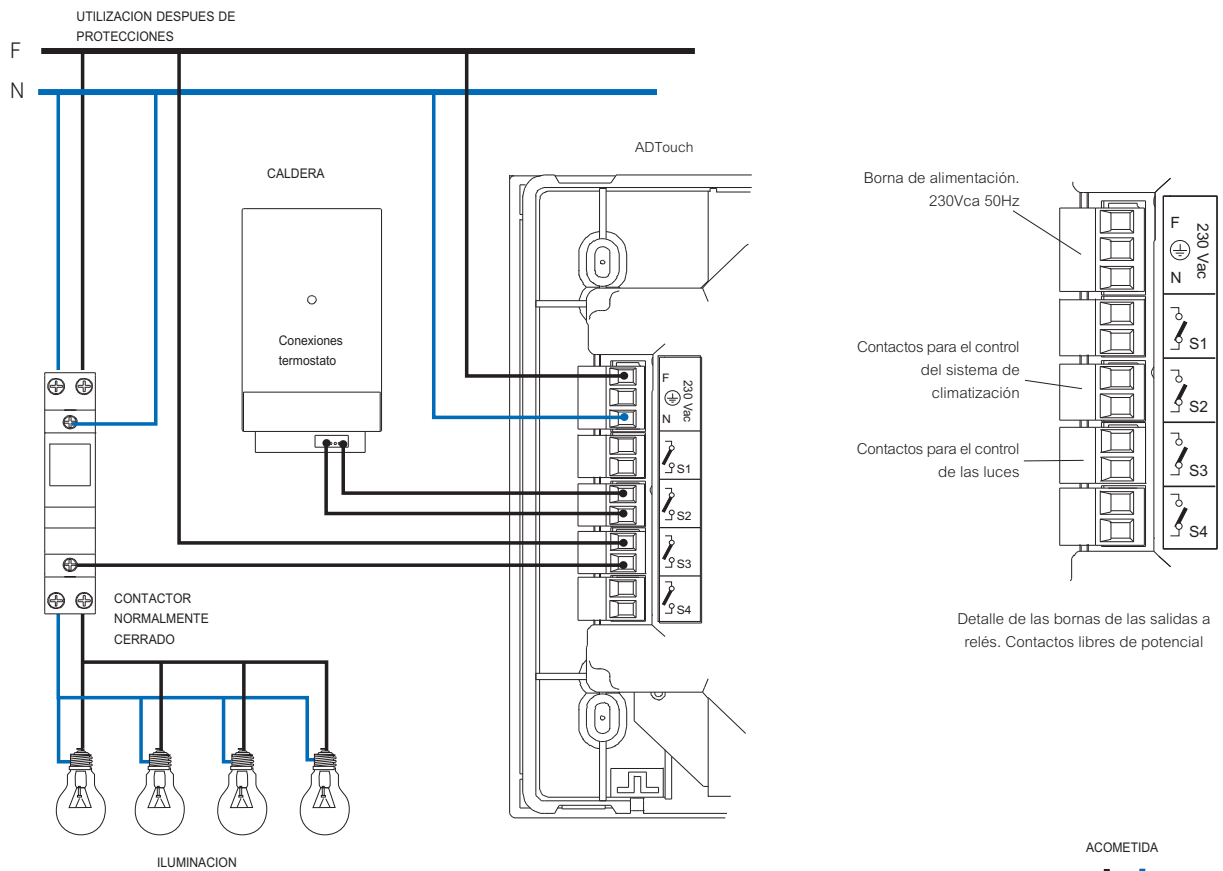 UTILIZACION DESPUES DE
PROTECCIONES
F
N
ADTouch
CALDERA
Conexiones
termostato
F
N
230 Vac
S1
S2
S3
S4
CONTACTOR
NORMALMENTE
CERRADO
ILUMINACION
Borna de alimentación.
230Vca 50Hz
Contactos para el control
del sistema de
climatización
Contactos para el control
de las luces
F
N
230 Vac
S1
S2
S3
S4
Detalle de las bornas de las salidas a
relés. Contactos libres de potencial
ACOMETIDA